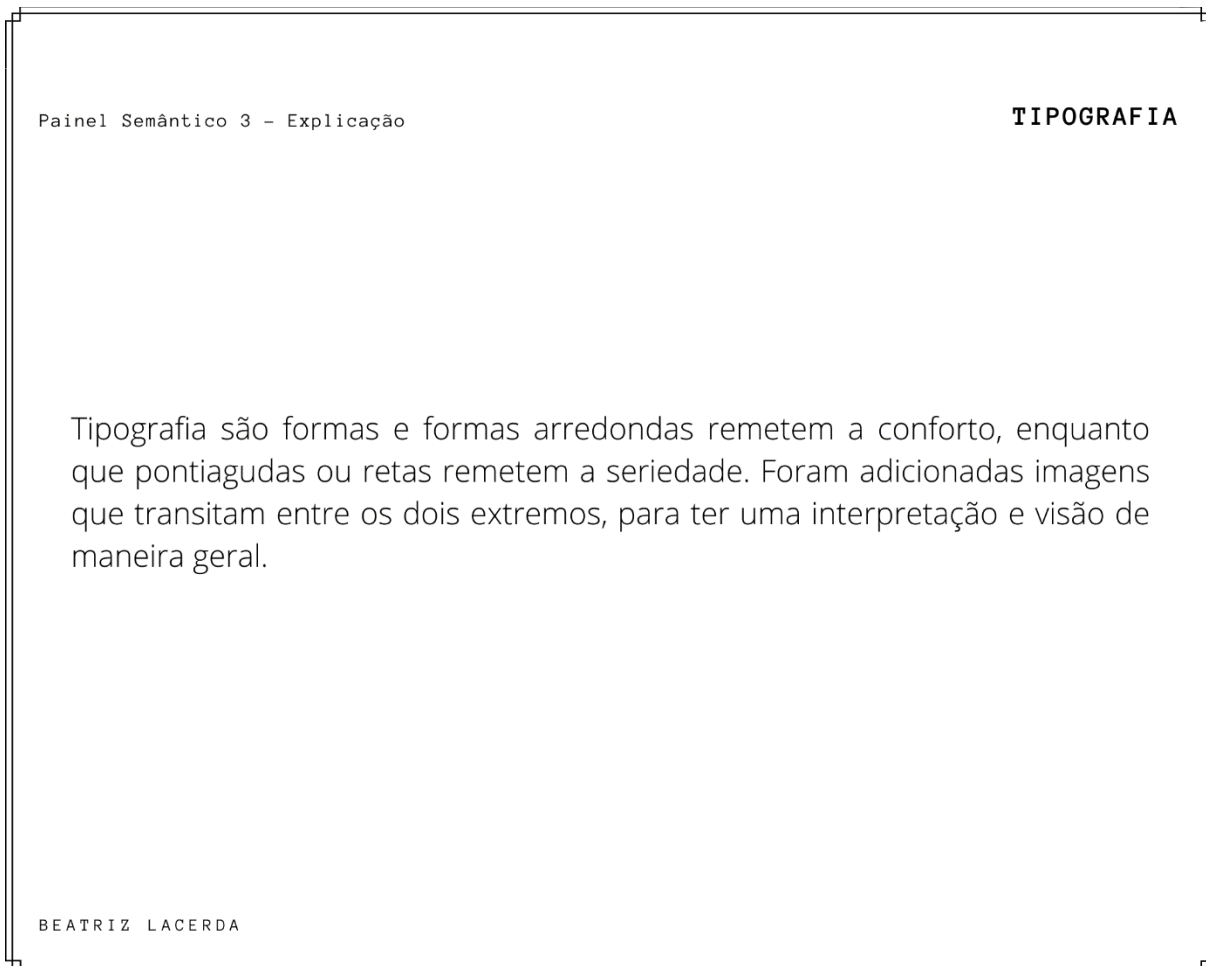 Painel Semântico 3 – Explicação
TIPOGRAFIA
Tipografia são formas e formas arredondas remetem a conforto, enquanto
que pontiagudas ou retas remetem a seriedade. Foram adicionadas imagens
que transitam entre os dois extremos, para ter uma interpretação e visão de
maneira geral.
BEATRIZ LACERDA